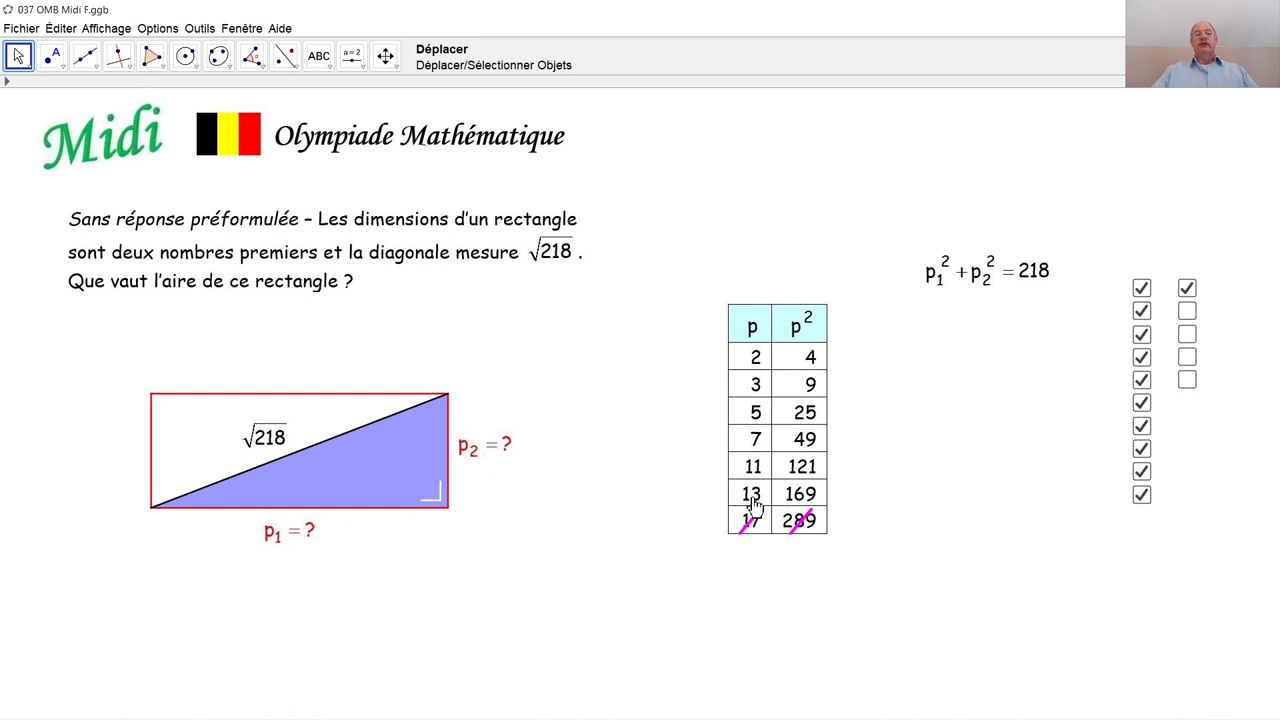 037 OMB Midi F.ggb
Fichier Éditer Affichage Options Outils Fenêtre Aide
A ABC a=2
Déplacer
Déplacer/Sélectionner Objets
Midi
Olympiade Mathématique
Sans réponse préformulée – Les dimensions d’un rectangle
sont deux nombres premiers et la diagonale mesure √218 .
Que vaut l’aire de ce rectangle ?
p₁² + p₂² = 218
p p²
2 4
3 9
5 25
7 49
11 121
13 169
17 289
√218
p₂ = ?
p₁ = ?